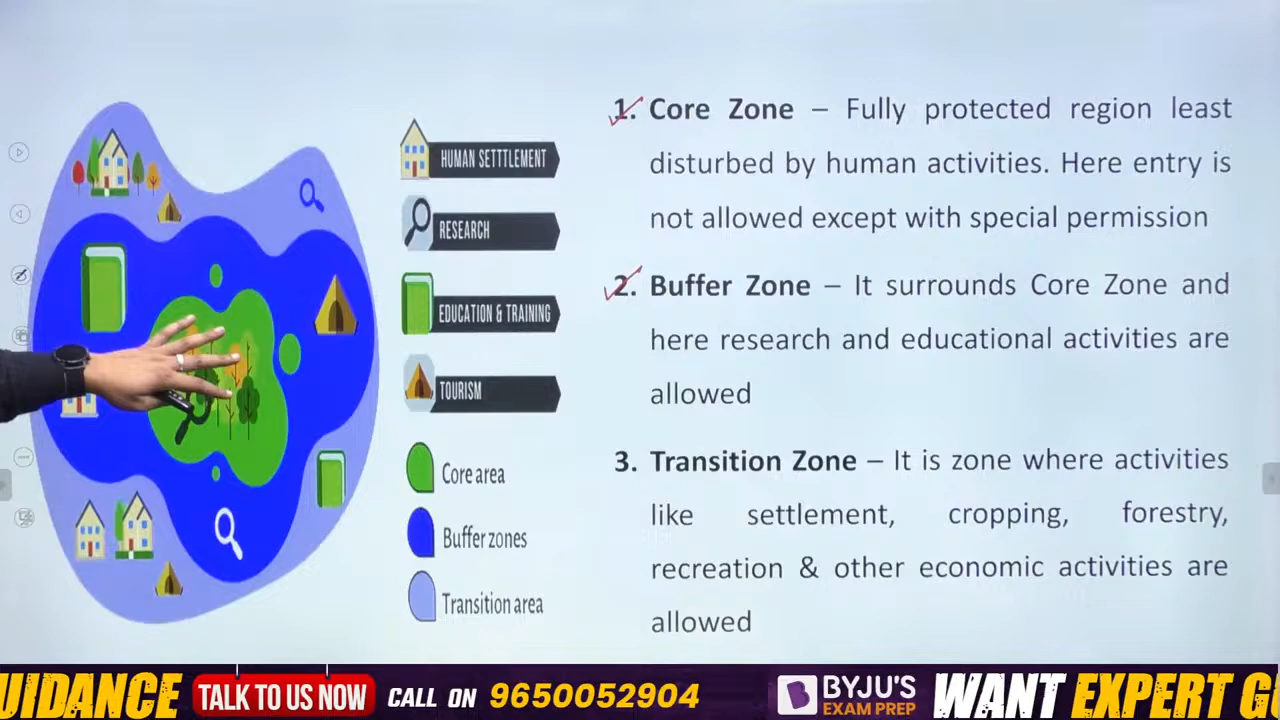 HUMAN SETTTLEMENT
RESEARCH
EDUCATION & TRAINING
TOURISM
Core area
Buffer zones
Transition area
1. Core Zone – Fully protected region least
disturbed by human activities. Here entry is
not allowed except with special permission
2. Buffer Zone – It surrounds Core Zone and
here research and educational activities are
allowed
3. Transition Zone – It is zone where activities
like settlement, cropping, forestry,
recreation & other economic activities are
allowed
UIDANCE TALK TO US NOW CALL ON 9650052904 BYJU'S EXAM PREP WANT EXPERT GU